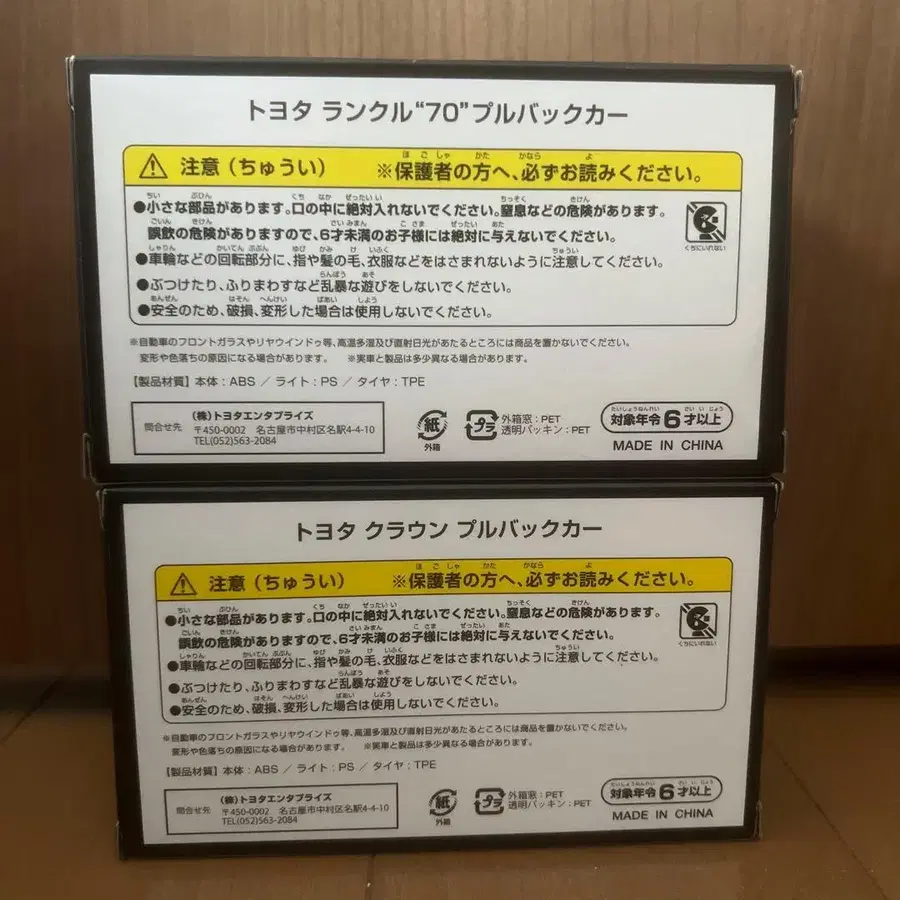 トヨタ ランクル“70”プルバックカー
注意（ちゅうい） ※保護者の方へ、必ずお読みください。
●小さな部品があります。口の中に絶対入れないでください。窒息などの危険があります。
誤飲の危険がありますので、6才未満のお子様には絶対に与えないでください。
くちにいれない
●車輪などの回転部分に、指や髪の毛、衣服などをはさまれないように注意してください。
●ぶつけたり、ふりまわすなど乱暴な遊びをしないでください。
●安全のため、破損、変形した場合は使用しないでください。
※自動車のフロントガラスやリヤウインドゥ等、高温多湿及び直射日光があたるところには商品を置かないでください。
変形や色落ちの原因になる場合があります。 ※実車と製品は多少異なる場合があります。
【製品材質】本体：ABS ／ ライト：PS ／ タイヤ：TPE
問合せ先
（株）トヨタエンタプライズ
〒450-0002 名古屋市中村区名駅4-4-10
TEL(052)563-2084
紙
外箱
プラ
外箱窓：PET
透明パッキン：PET
対象年令6才以上
MADE IN CHINA
トヨタ クラウン プルバックカー
注意（ちゅうい） ※保護者の方へ、必ずお読みください。
●小さな部品があります。口の中に絶対入れないでください。窒息などの危険があります。
誤飲の危険がありますので、6才未満のお子様には絶対に与えないでください。
くちにいれない
●車輪などの回転部分に、指や髪の毛、衣服などをはさまれないように注意してください。
●ぶつけたり、ふりまわすなど乱暴な遊びをしないでください。
●安全のため、破損、変形した場合は使用しないでください。
※自動車のフロントガラスやリヤウインドゥ等、高温多湿及び直射日光があたるところには商品を置かないでください。
変形や色落ちの原因になる場合があります。 ※実車と製品は多少異なる場合があります。
【製品材質】本体：ABS ／ ライト：PS ／ タイヤ：TPE
問合せ先
（株）トヨタエンタプライズ
〒450-0002 名古屋市中村区名駅4-4-10
TEL(052)563-2084
紙
外箱
プラ
外箱窓：PET
透明パッキン：PET
対象年令6才以上
MADE IN CHINA